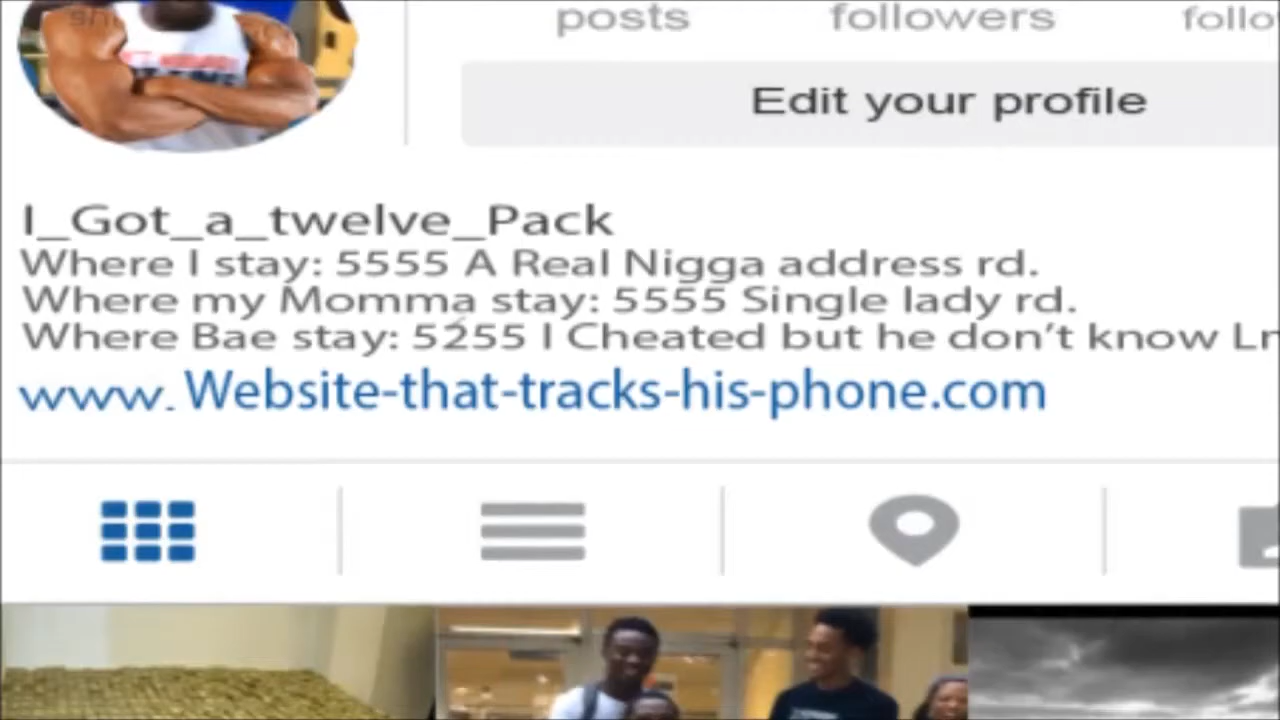 posts followers
Edit your profile
I_Got_a_twelve_Pack
Where I stay: 5555 A Real Nigga address rd.
Where my Momma stay: 5555 Single lady rd.
Where Bae stay: 5255 I Cheated but he don't know
www.Website-that-tracks-his-phone.com